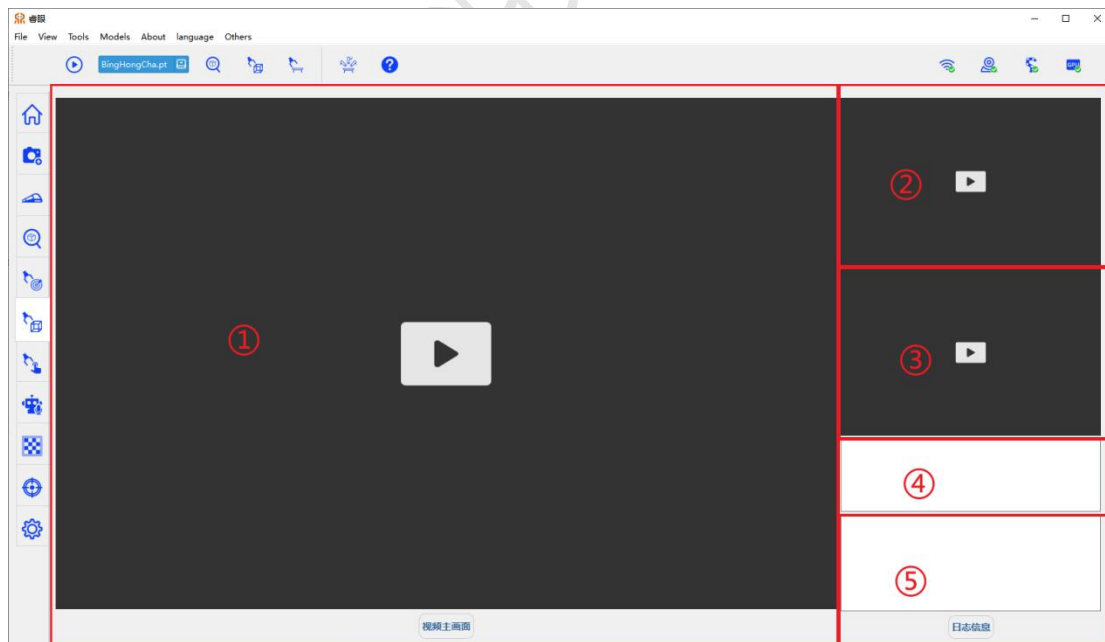 睿眼
File View Tools Models About language Others
BingHongCha.pt
GPU
①
②
③
④
⑤
视频主画面
日志信息